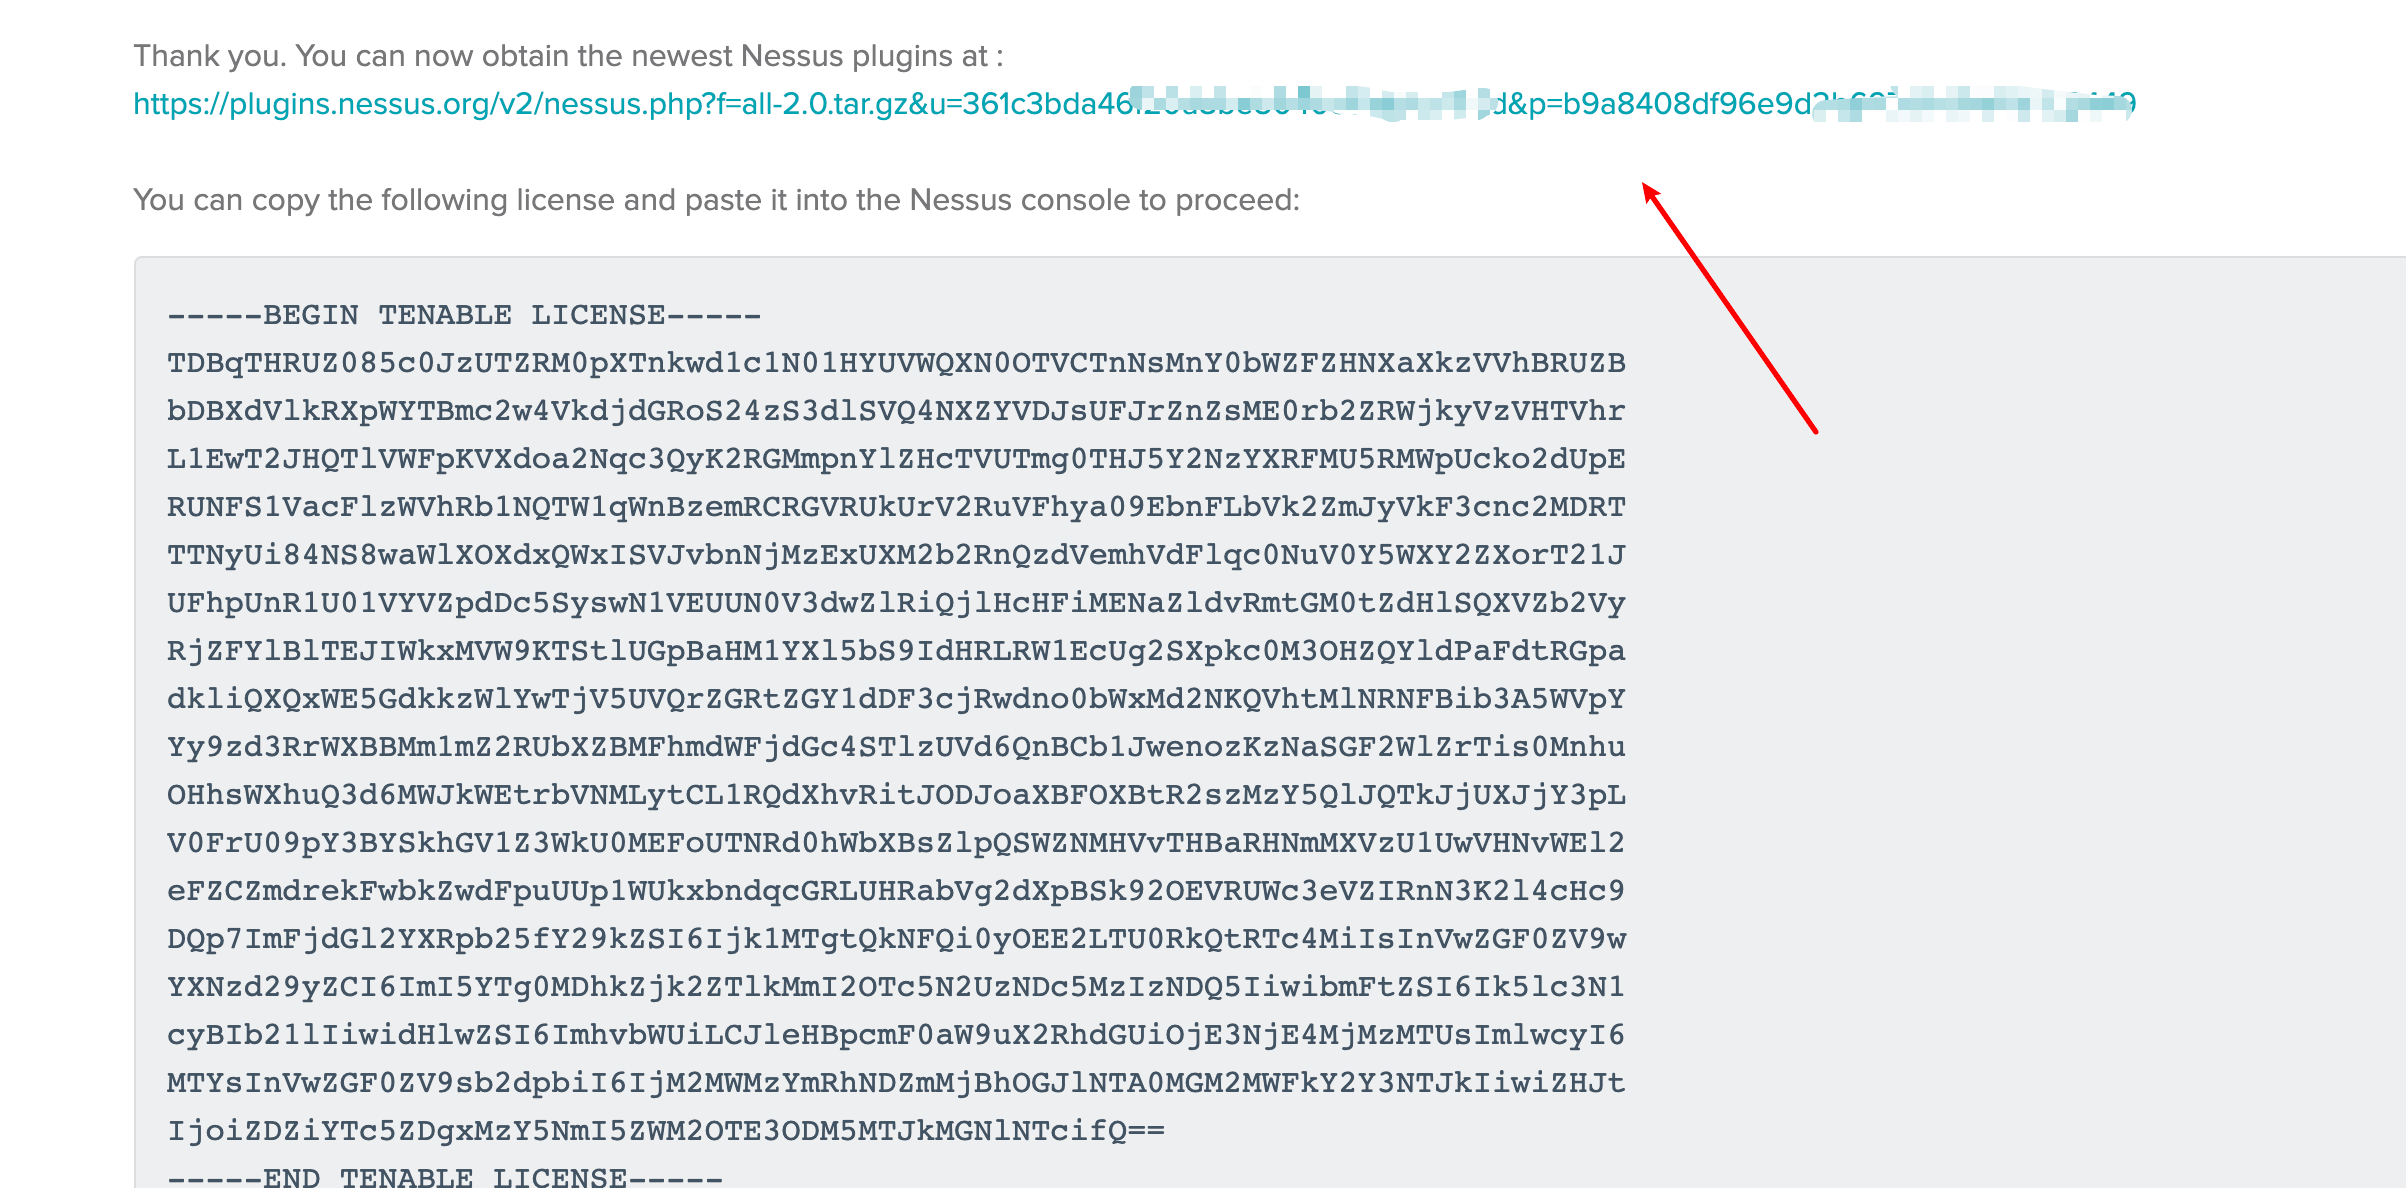 Thank you. You can now obtain the newest Nessus plugins at :
https://plugins.nessus.org/v2/nessus.php?f=all-2.0.tar.gz&u=361c3bda46 d&p=b9a8408df96e9d
You can copy the following license and paste it into the Nessus console to proceed:
-----BEGIN TENABLE LICENSE-----
TDBqTHRUZ085c0JzUTZRM0pXTnkwd1c1N01HYUVWQXN0OTVCTnNsMnY0bWZFZHNXaXkzVVhBRUZB
bDBXdVlkRXpWYTBmc2w4VkdjdGRoS24zS3dlSVQ4NXZYVDJsUFJrZnZsME0rb2ZRWjkyVzVHTVhr
L1EwT2JHQTlVWFpKVXdoa2Nqc3QyK2RGMmpnYlZHcTVUTmg0THJ5Y2NzYXRFMU5RMWpUcko2dUpE
RUNFS1VacFlzWVhRb1NQTW1qWnBzemRCRGVRUkUrV2RuVFhya09EbnFLbVk2ZmJyVkF3cnc2MDRT
TTNyUi84NS8waWlXOXdxQWxISVJvbnNjMzExUXM2b2RnQzdVemhVdFlqc0NuV0Y5WXY2ZXorT21J
UFhpUnR1U01VYVZpdDc5SyswN1VEUUN0V3dwZlRiQjlHcHFiMENaZldvRmtGM0tZdHlSQXVZb2Vy
RjZFYlBlTEJIWkxMVW9KTStlUGpBaHM1YXl5bS9IdHRLRW1EcUg2SXpkc0M3OHZQYldPaFdtRGpa
dkliQXQxWE5GdkkzWlYwTjV5UVQrZGRtZGY1dDF3cjRwdno0bWxMd2NKQVhtMlNRNFBib3A5WVpY
Yy9zd3RrWXBBMm1mZ2RUbXZBMFhmdWFjdGc4STlzUVd6QnBCb1JwenozKzNaSGF2WlZrTis0Mnhu
OHhsWXhuQ3d6MWJkWEtrbVNMLytCL1RQdXhvRitJODJoaXBFOXBtR2szMzY5QlJQTkJjUXJjY3pL
V0FrU09pY3BYSkhGV1Z3WkU0MEFoUTNRd0hWbXBsZlpQSWZNMHVvTHBaRHNmMXVzU1UwVHNvWEl2
eFZCZmdrekFwbkZwdFpuUUp1WUkxbndqcGRLUHRabVg2dXpBSk92OEVRUWc3eVZIRnN3K2l4cHc9
DQp7ImFjdGl2YXRpb25fY29kZSI6Ijk1MTgtQkNFQi0yOEE2LTU0RkQtRTc4MiIsInVwZGF0ZV9w
YXNzd29yZCI6ImI5YTg0MDhkZjk2ZTlkMmI2OTc5N2UzNDc5MzIzNDQ5IiwibmFtZSI6Ik5lc3N1
cyBIb21lIiwidHlwZSI6ImhvbWUiLCJleHBpcmF0aW9uX2RhdGUiOjE3NjE4MjMzMTUsImlwcyI6
MTYsInVwZGF0ZV9sb2dpbiI6IjM2MWMzYmRhNDZmMjBhOGJlNTA0MGM2MWFkY2Y3NTJkIiwiZHJt
IjoiZDZiYTc5ZDgxMzY5NmI5ZWM2OTE3ODM5MTJkMGNlNTcifQ==
-----END TENABLE LICENSE-----